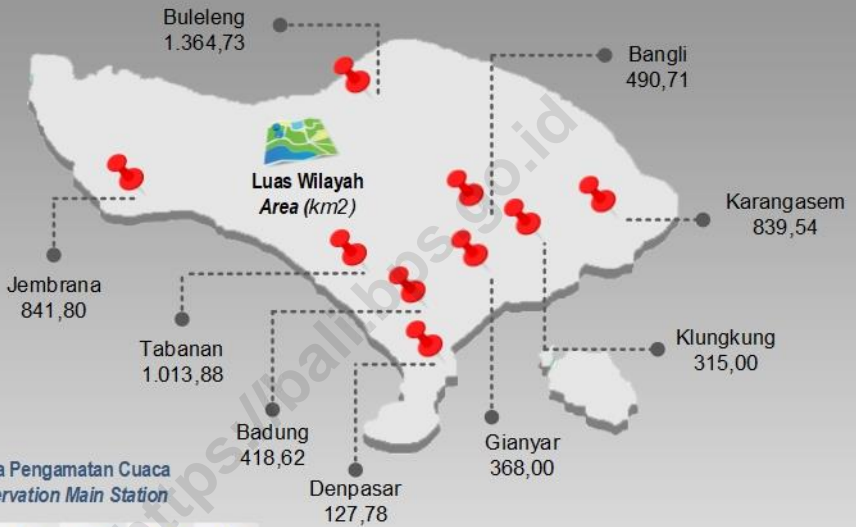 Buleleng
1.364,73
Bangli
490,71
Luas Wilayah
Area (km2)
Karangasem
839,54
Jembrana
841,80
Tabanan
1.013,88
Klungkung
315,00
Badung
418,62
Gianyar
368,00
Denpasar
127,78
Pengamatan Cuaca
Main Station
https://bali.bps.go.id